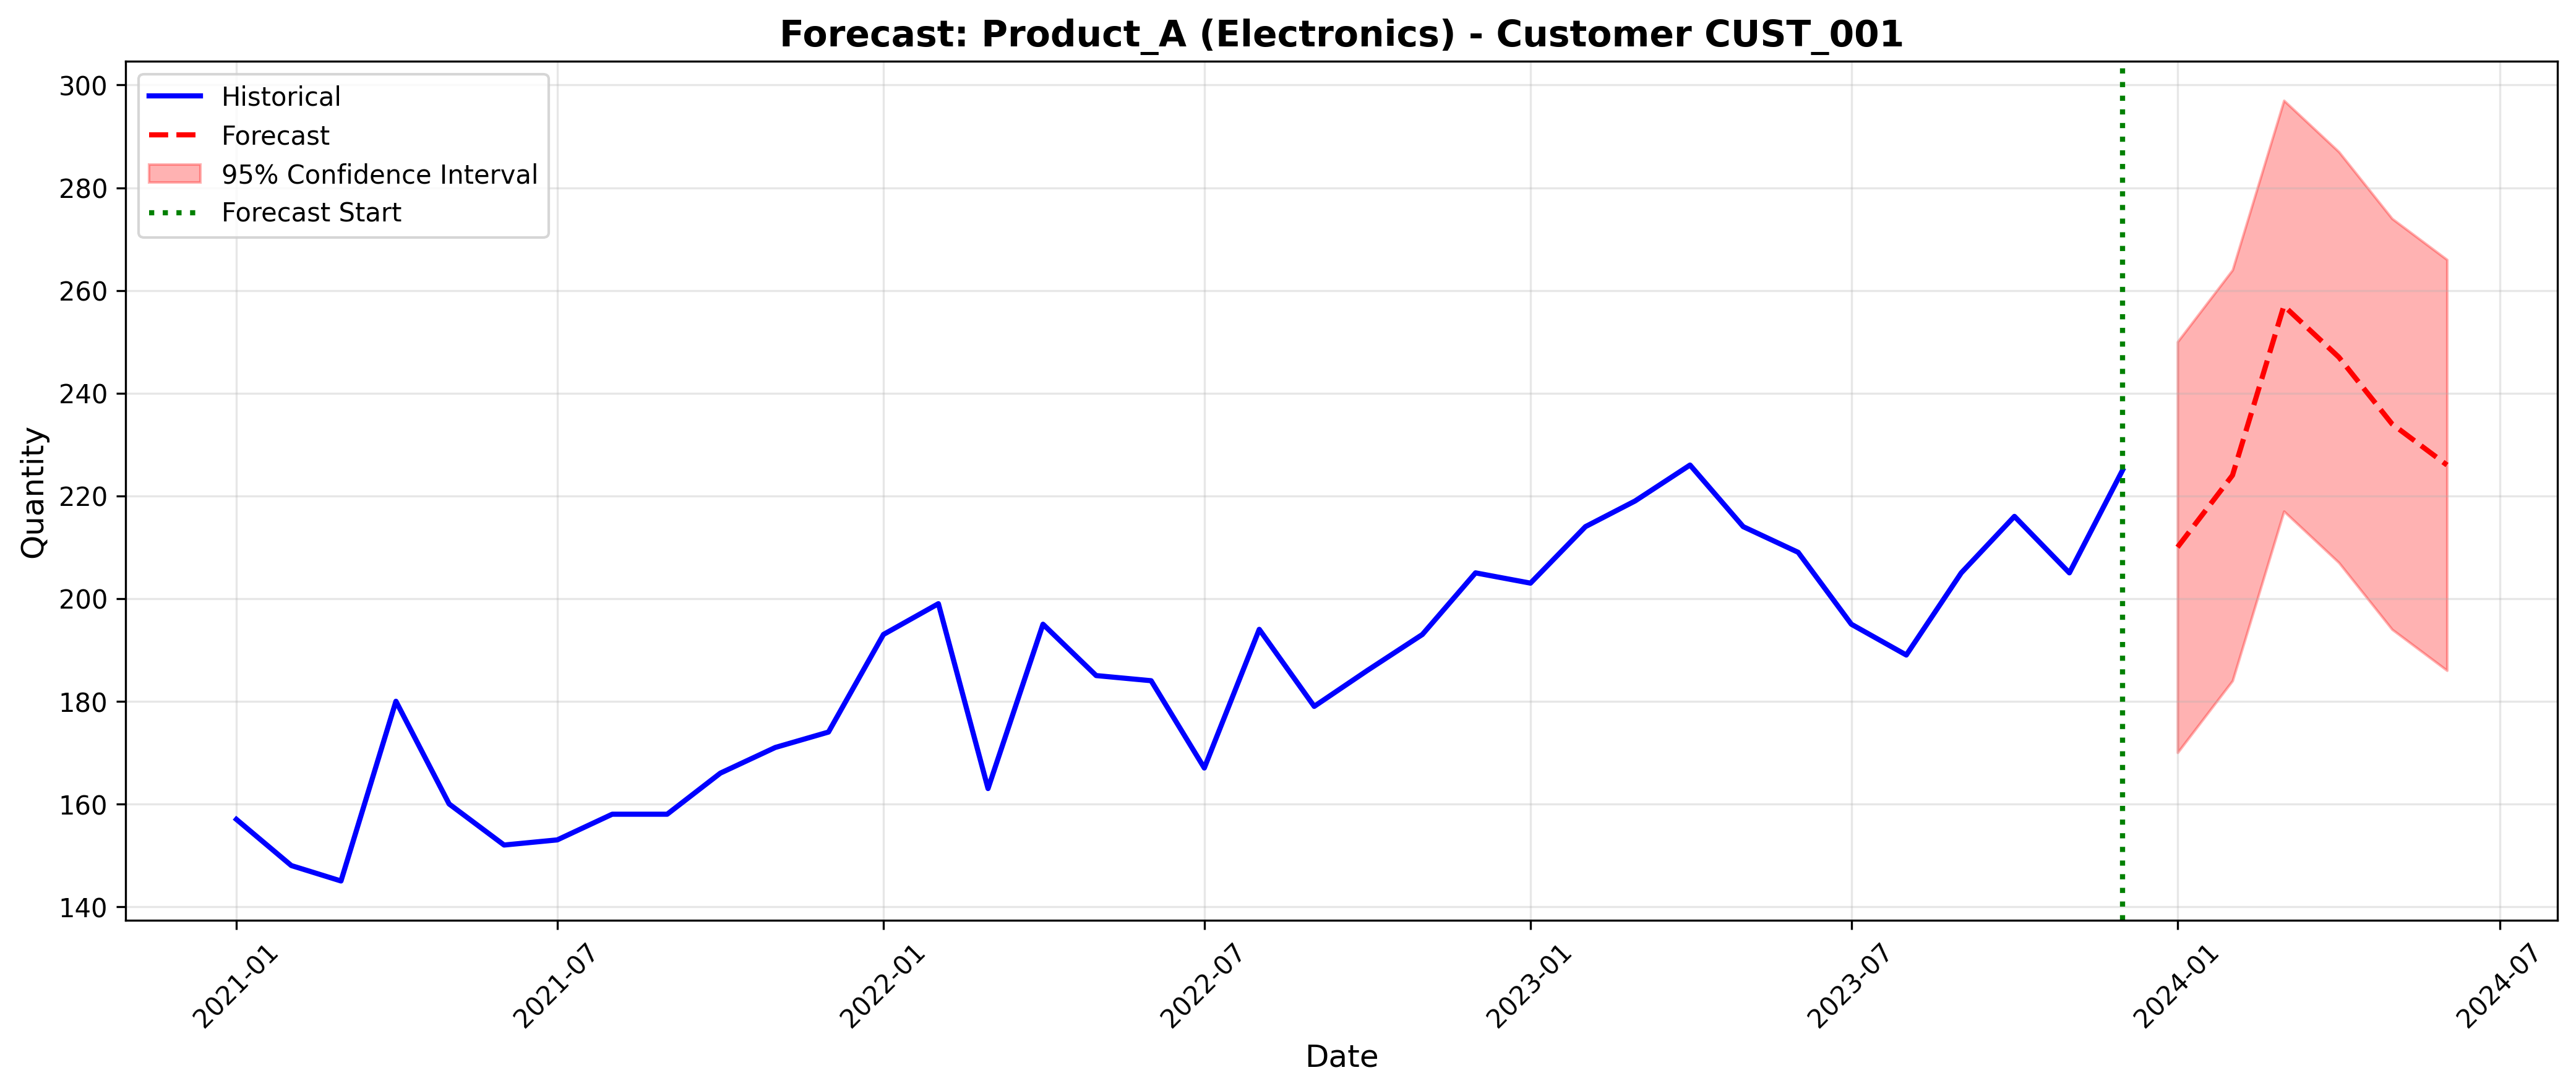 Forecast: Product_A (Electronics) - Customer CUST_001
Historical
Forecast
95% Confidence Interval
Forecast Start
300
280
260
240
220
200
180
160
140
Quantity
2021-01
2021-07
2022-01
2022-07
2023-01
2023-07
2024-01
2024-07
Date